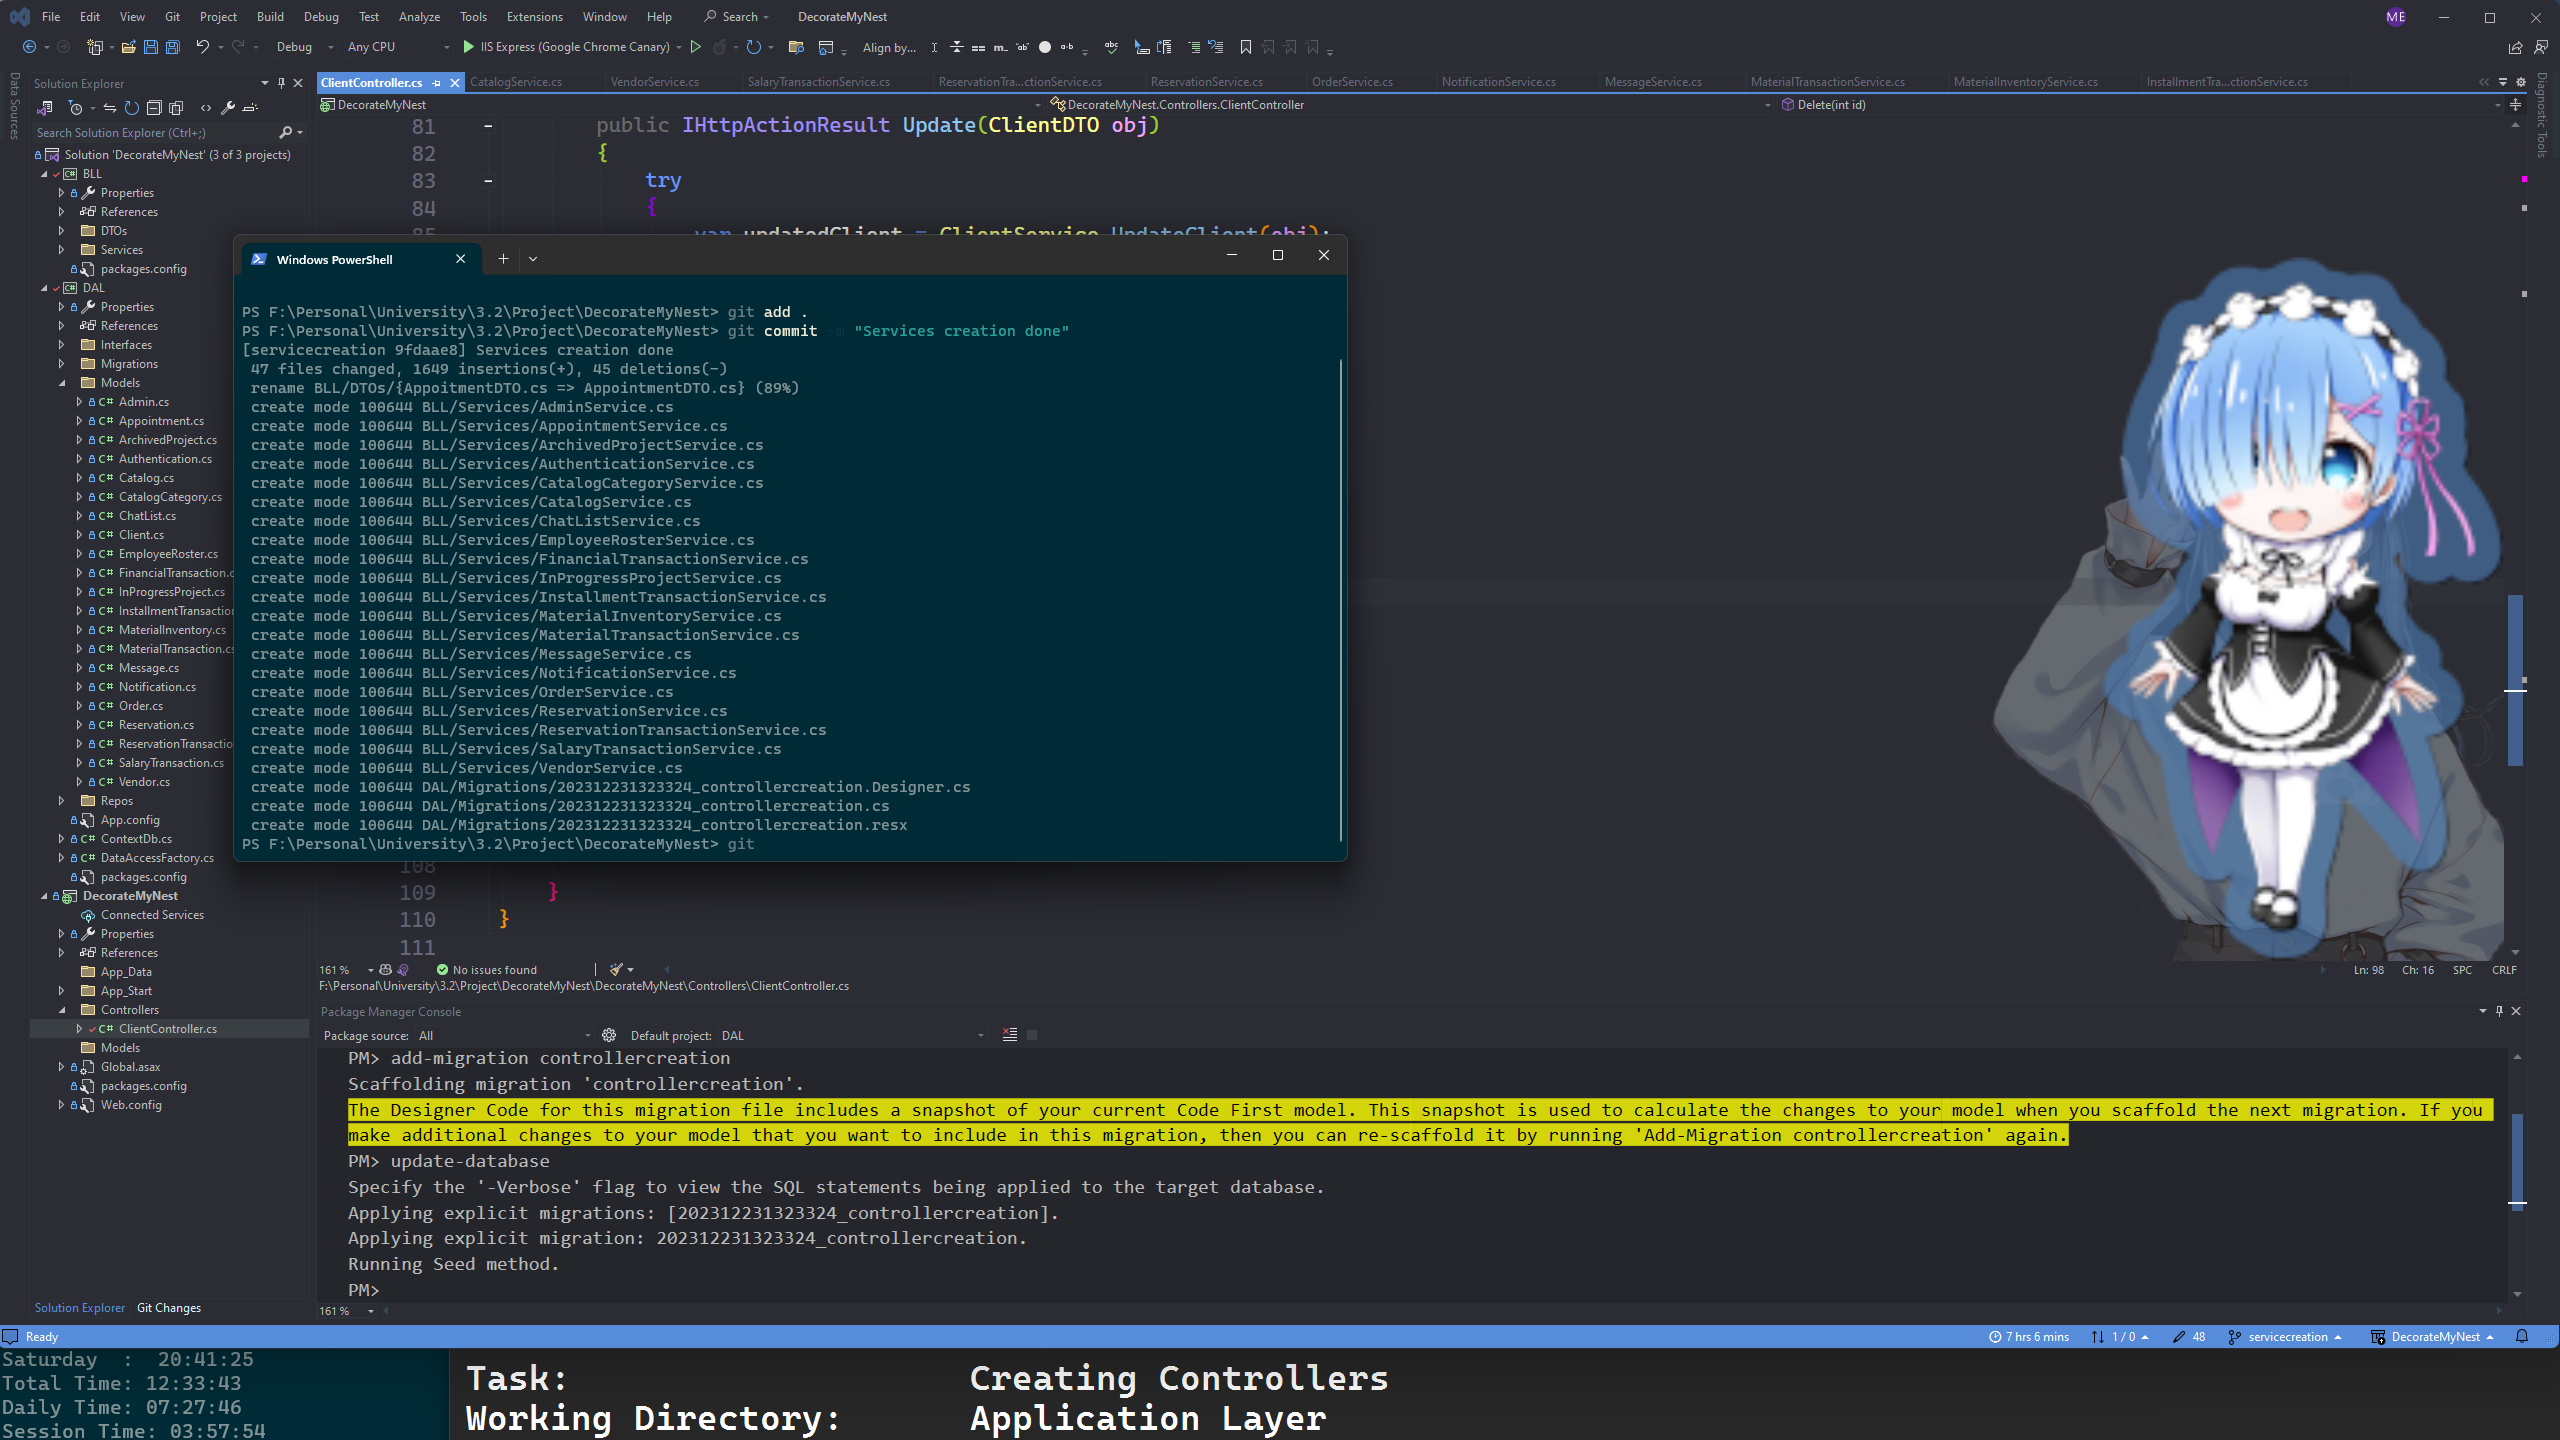 File Edit View Git Project Build Debug Test Analyze Tools Extensions Window Help Search DecorateMyNest ME
Debug Any CPU IIS Express (Google Chrome Canary) Align by...
Data Sources
Solution Explorer
Search Solution Explorer (Ctrl+;)
Solution 'DecorateMyNest' (3 of 3 projects)
BLL
Properties
References
DTOs
Services
packages.config
DAL
Properties
References
Interfaces
Migrations
Models
C# Admin.cs
C# Appointment.cs
C# ArchivedProject.cs
C# Authentication.cs
C# Catalog.cs
C# CatalogCategory.cs
C# ChatList.cs
C# Client.cs
C# EmployeeRoster.cs
C# FinancialTransaction.c
C# InProgressProject.cs
C# InstallmentTransaction
C# MaterialInventory.cs
C# MaterialTransaction.cs
C# Message.cs
C# Notification.cs
C# Order.cs
C# Reservation.cs
C# ReservationTransactio
C# SalaryTransaction.cs
C# Vendor.cs
Repos
App.config
C# ContextDb.cs
C# DataAccessFactory.cs
packages.config
DecorateMyNest
Connected Services
Properties
References
App_Data
App_Start
Controllers
C# ClientController.cs
Models
Global.asax
packages.config
Web.config
Solution Explorer Git Changes
ClientController.cs CatalogService.cs VendorService.cs SalaryTransactionService.cs ReservationTra...ctionService.cs ReservationService.cs OrderService.cs NotificationService.cs MessageService.cs MaterialTransactionService.cs MaterialInventoryService.cs InstallmentTra...ctionService.cs
DecorateMyNest DecorateMyNest.Controllers.ClientController Delete(int id)
Diagnostic Tools
81 public IHttpActionResult Update(ClientDTO obj)
82 {
83 try
84 {
85 var updatedClient = ClientService.UpdateClient(obj);
Windows PowerShell
PS F:\Personal\University\3.2\Project\DecorateMyNest> git add .
PS F:\Personal\University\3.2\Project\DecorateMyNest> git commit -m "Services creation done"
[servicecreation 9fdaae8] Services creation done
47 files changed, 1649 insertions(+), 45 deletions(-)
rename BLL/DTOs/{AppoitmentDTO.cs => AppointmentDTO.cs} (89%)
create mode 100644 BLL/Services/AdminService.cs
create mode 100644 BLL/Services/AppointmentService.cs
create mode 100644 BLL/Services/ArchivedProjectService.cs
create mode 100644 BLL/Services/AuthenticationService.cs
create mode 100644 BLL/Services/CatalogCategoryService.cs
create mode 100644 BLL/Services/CatalogService.cs
create mode 100644 BLL/Services/ChatListService.cs
create mode 100644 BLL/Services/EmployeeRosterService.cs
create mode 100644 BLL/Services/FinancialTransactionService.cs
create mode 100644 BLL/Services/InProgressProjectService.cs
create mode 100644 BLL/Services/InstallmentTransactionService.cs
create mode 100644 BLL/Services/MaterialInventoryService.cs
create mode 100644 BLL/Services/MaterialTransactionService.cs
create mode 100644 BLL/Services/MessageService.cs
create mode 100644 BLL/Services/NotificationService.cs
create mode 100644 BLL/Services/OrderService.cs
create mode 100644 BLL/Services/ReservationService.cs
create mode 100644 BLL/Services/ReservationTransactionService.cs
create mode 100644 BLL/Services/SalaryTransactionService.cs
create mode 100644 BLL/Services/VendorService.cs
create mode 100644 DAL/Migrations/202312231323324_controllercreation.Designer.cs
create mode 100644 DAL/Migrations/202312231323324_controllercreation.cs
create mode 100644 DAL/Migrations/202312231323324_controllercreation.resx
PS F:\Personal\University\3.2\Project\DecorateMyNest> git
108
109 }
110 }
111
161 % No issues found Ln: 98 Ch: 16 SPC CRLF
F:\Personal\University\3.2\Project\DecorateMyNest\DecorateMyNest\Controllers\ClientController.cs
Package Manager Console
Package source: All Default project: DAL
PM> add-migration controllercreation
Scaffolding migration 'controllercreation'.
The Designer Code for this migration file includes a snapshot of your current Code First model. This snapshot is used to calculate the changes to your model when you scaffold the next migration. If you
make additional changes to your model that you want to include in this migration, then you can re-scaffold it by running 'Add-Migration controllercreation' again.
PM> update-database
Specify the '-Verbose' flag to view the SQL statements being applied to the target database.
Applying explicit migrations: [202312231323324_controllercreation].
Applying explicit migration: 202312231323324_controllercreation.
Running Seed method.
PM>
161 %
Ready 7 hrs 6 mins 1 / 0 48 servicecreation DecorateMyNest
Saturday : 20:41:25
Total Time: 12:33:43
Daily Time: 07:27:46
Session Time: 03:57:54
Task: Creating Controllers
Working Directory: Application Layer